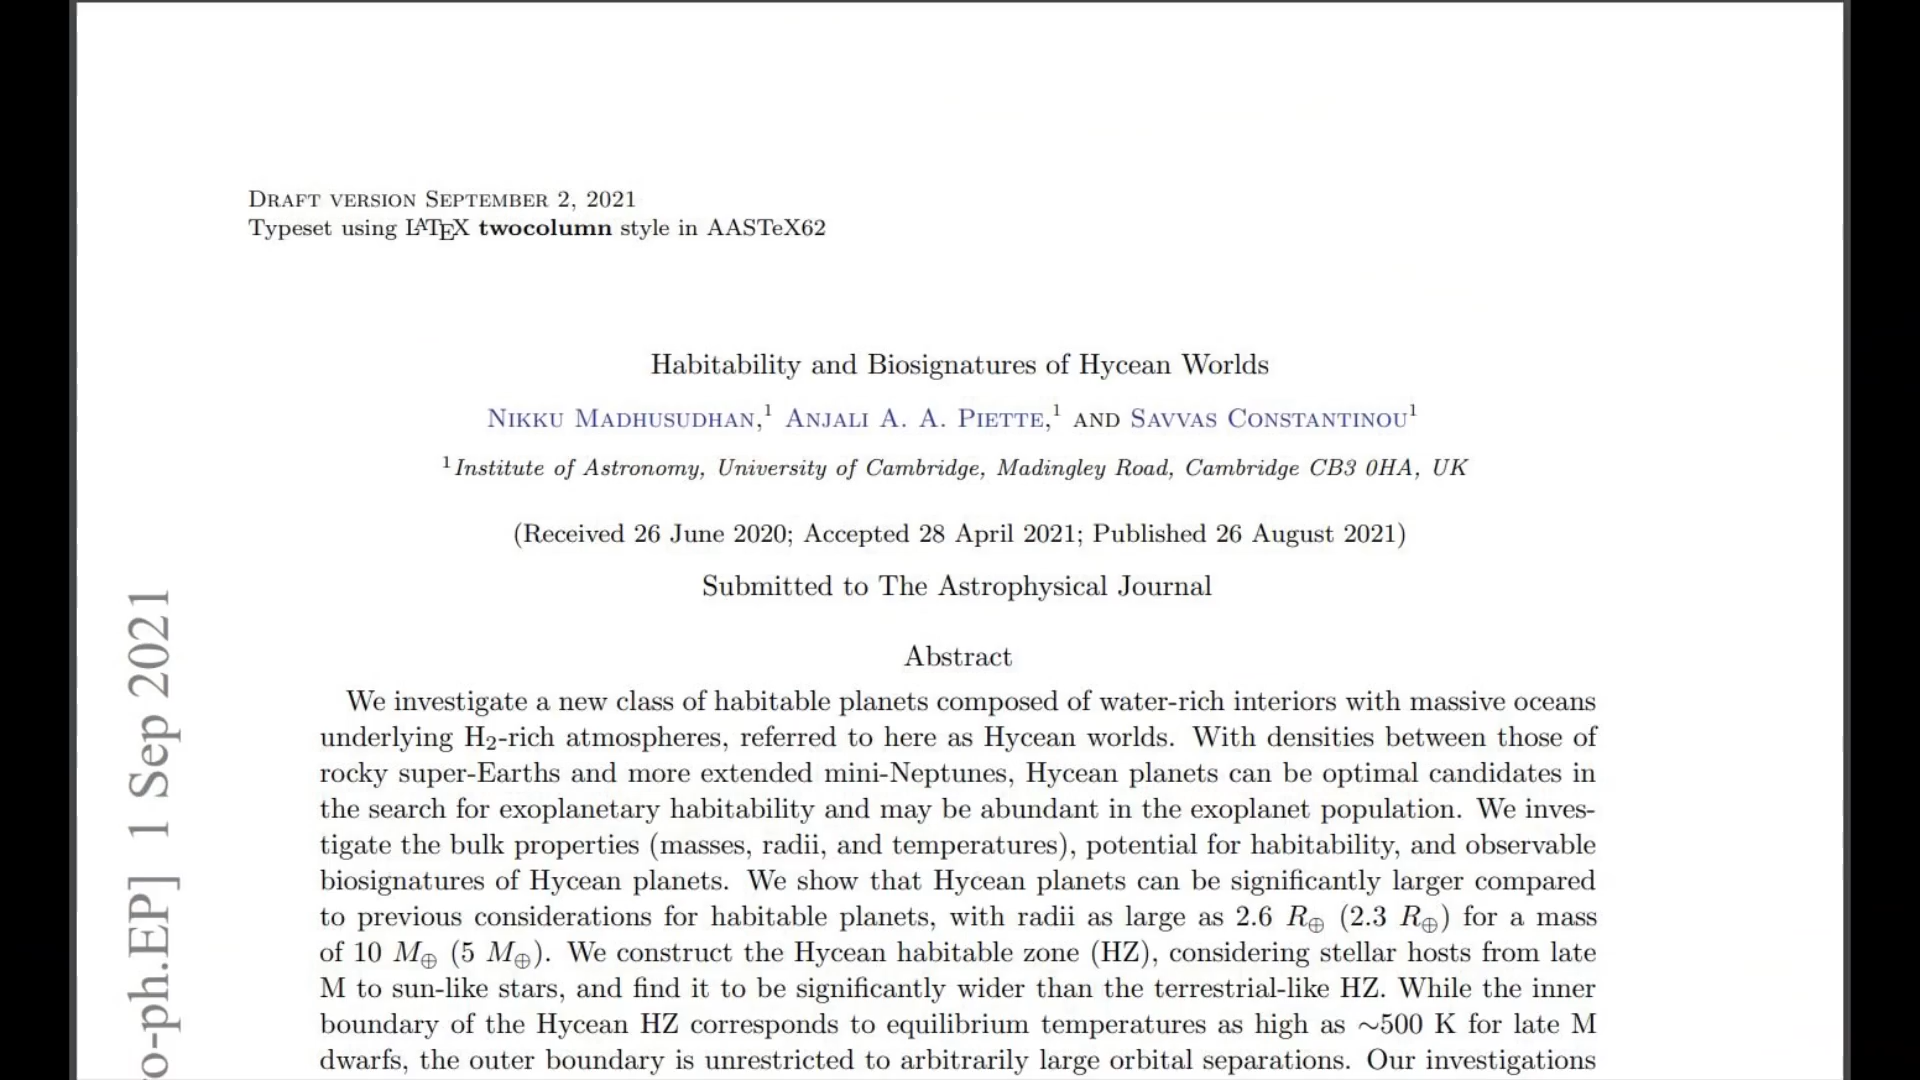 Draft version September 2, 2021
Typeset using LATEX twocolumn style in AASTeX62
Habitability and Biosignatures of Hycean Worlds
Nikku Madhusudhan,¹ Anjali A. A. Piette,¹ and Savvas Constantinou¹
¹Institute of Astronomy, University of Cambridge, Madingley Road, Cambridge CB3 0HA, UK
(Received 26 June 2020; Accepted 28 April 2021; Published 26 August 2021)
Submitted to The Astrophysical Journal
Abstract
We investigate a new class of habitable planets composed of water-rich interiors with massive oceans
underlying H₂-rich atmospheres, referred to here as Hycean worlds. With densities between those of
rocky super-Earths and more extended mini-Neptunes, Hycean planets can be optimal candidates in
the search for exoplanetary habitability and may be abundant in the exoplanet population. We inves-
tigate the bulk properties (masses, radii, and temperatures), potential for habitability, and observable
biosignatures of Hycean planets. We show that Hycean planets can be significantly larger compared
to previous considerations for habitable planets, with radii as large as 2.6 R⊕ (2.3 R⊕) for a mass
of 10 M⊕ (5 M⊕). We construct the Hycean habitable zone (HZ), considering stellar hosts from late
M to sun-like stars, and find it to be significantly wider than the terrestrial-like HZ. While the inner
boundary of the Hycean HZ corresponds to equilibrium temperatures as high as ~500 K for late M
dwarfs, the outer boundary is unrestricted to arbitrarily large orbital separations. Our investigations
o-ph.EP] 1 Sep 2021